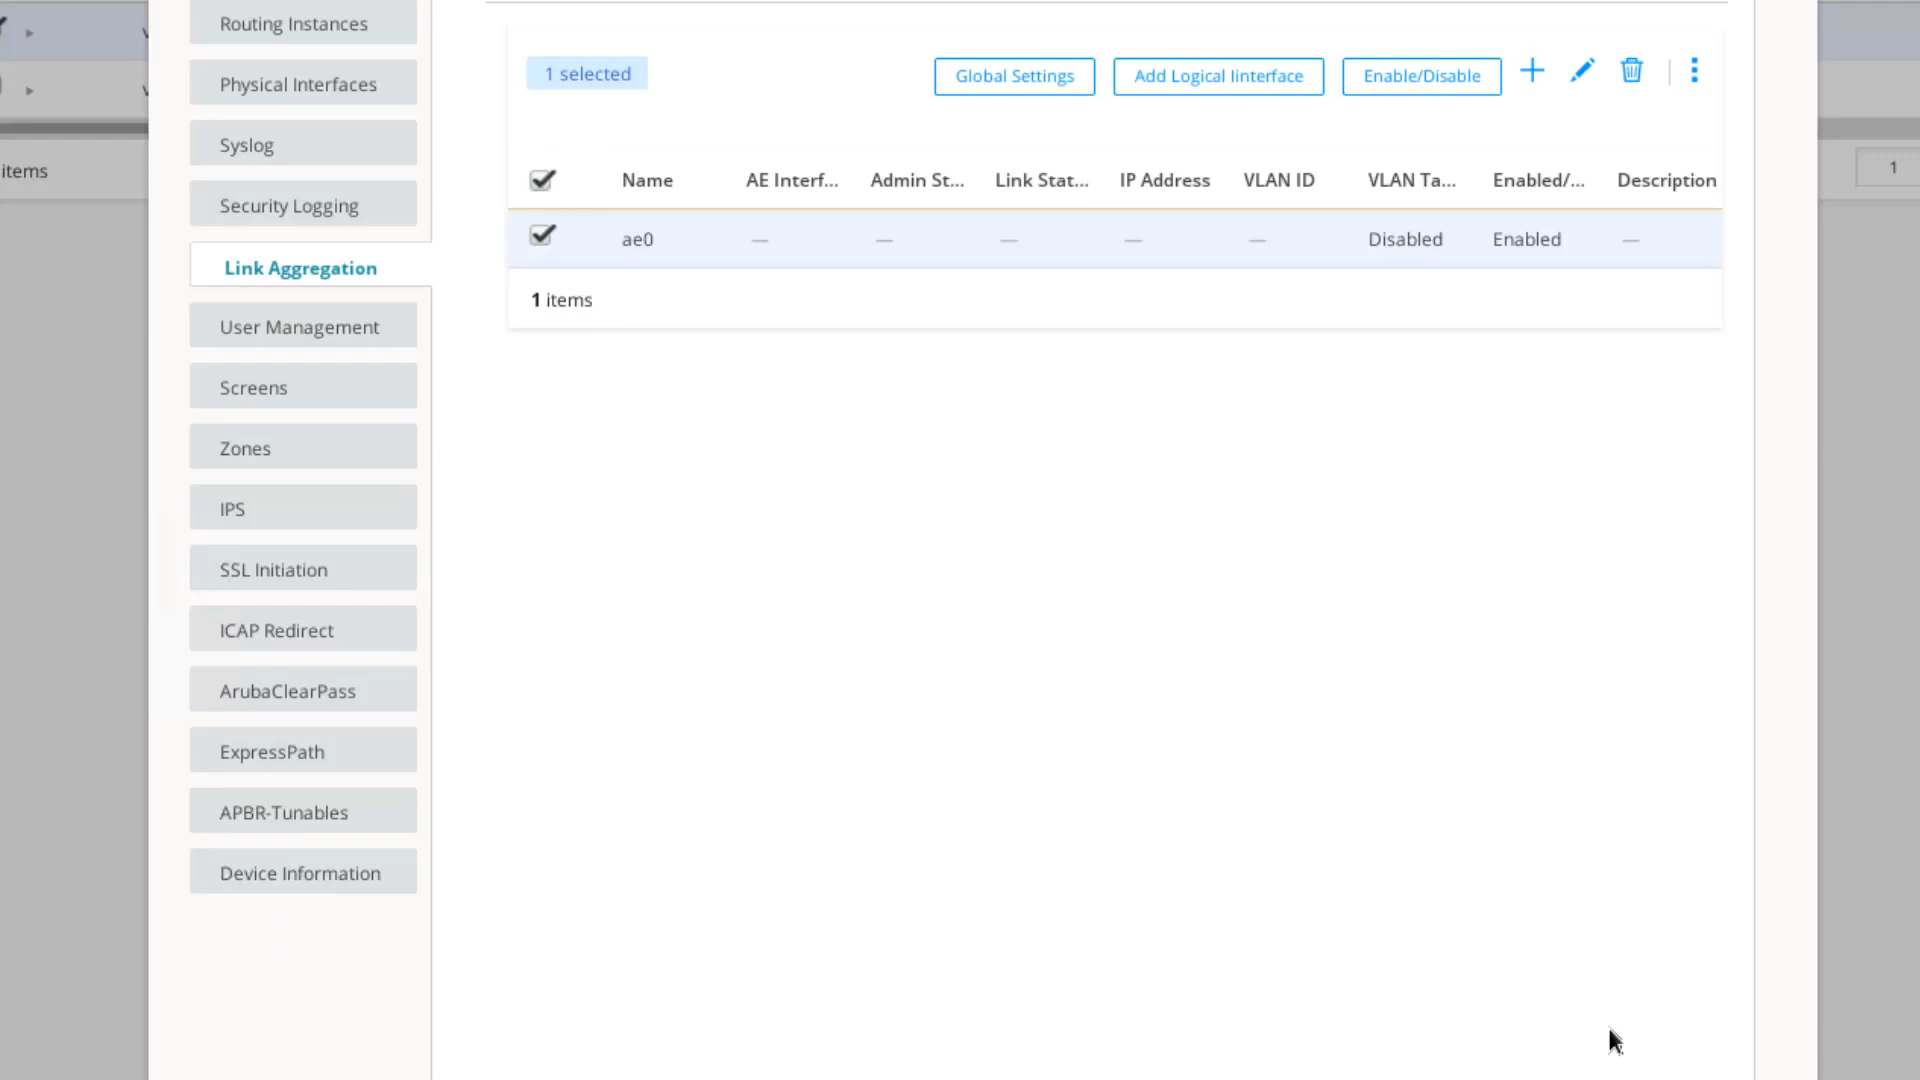 Routing Instances
Physical Interfaces
Syslog
Security Logging
Link Aggregation
User Management
Screens
Zones
IPS
SSL Initiation
ICAP Redirect
ArubaClearPass
ExpressPath
APBR-Tunables
Device Information
items
1 selected
Global Settings
Add Logical Iinterface
Enable/Disable
Name AE Interf... Admin St... Link Stat... IP Address VLAN ID VLAN Ta... Enabled/... Description
ae0 — — — — — Disabled Enabled —
1 items
1